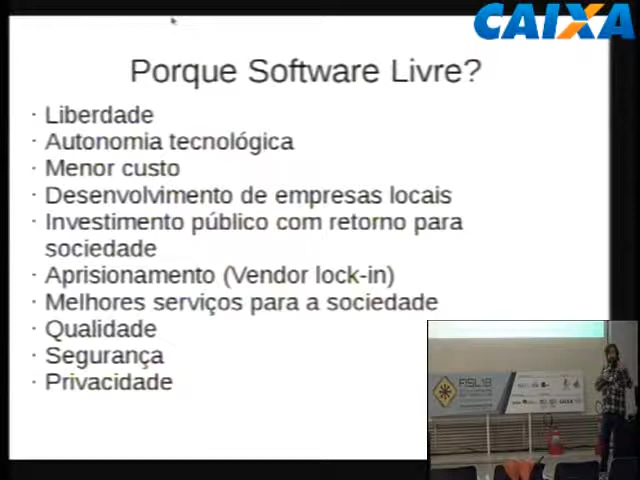 CAIXA
Porque Software Livre?
· Liberdade
· Autonomia tecnológica
· Menor custo
· Desenvolvimento de empresas locais
· Investimento público com retorno para
sociedade
· Aprisionamento (Vendor lock-in)
· Melhores serviços para a sociedade
· Qualidade
· Segurança
· Privacidade
FISL18